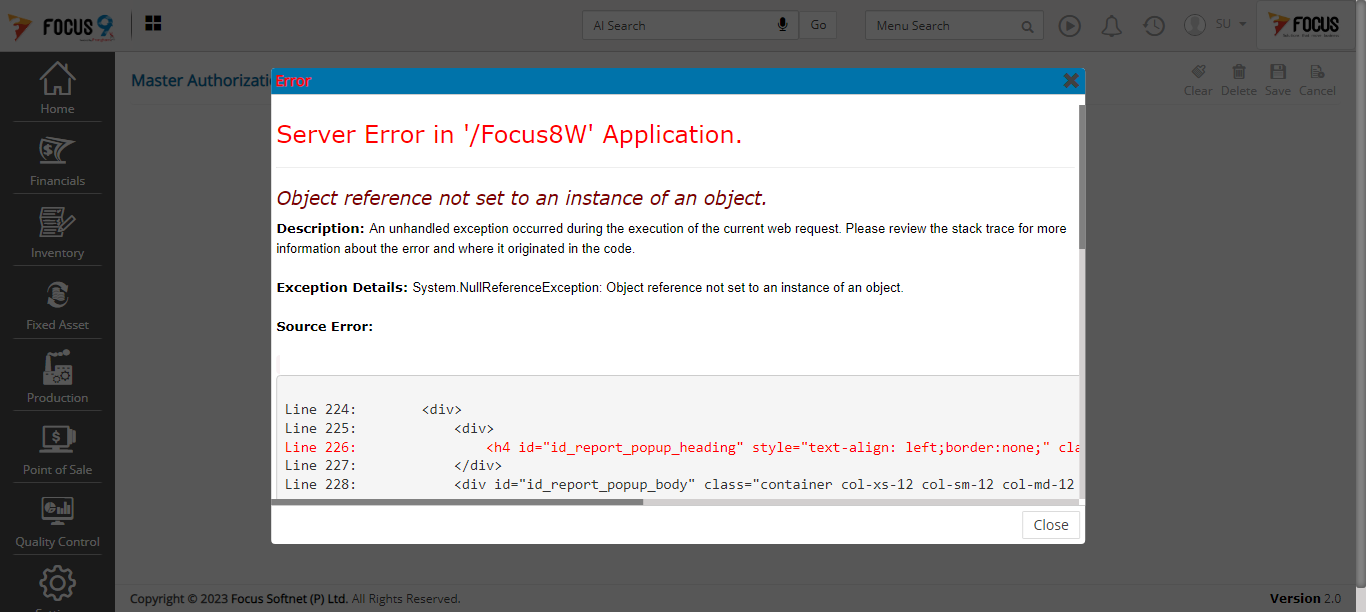 FOCUS 9
AI Search
Go
Menu Search
SU
FOCUS
Master Authorizati
Clear
Delete
Save
Cancel
Home
Financials
Inventory
Fixed Asset
Production
Point of Sale
Quality Control
Error
Server Error in '/Focus8W' Application.
Object reference not set to an instance of an object.
Description: An unhandled exception occurred during the execution of the current web request. Please review the stack trace for more
information about the error and where it originated in the code.
Exception Details: System.NullReferenceException: Object reference not set to an instance of an object.
Source Error:
Line 224: <div>
Line 225: <div>
Line 226: <h4 id="id_report_popup_heading" style="text-align: left;border:none;" cla
Line 227: </div>
Line 228: <div id="id_report_popup_body" class="container col-xs-12 col-sm-12 col-md-12
Close
Copyright © 2023 Focus Softnet (P) Ltd. All Rights Reserved.
Version 2.0